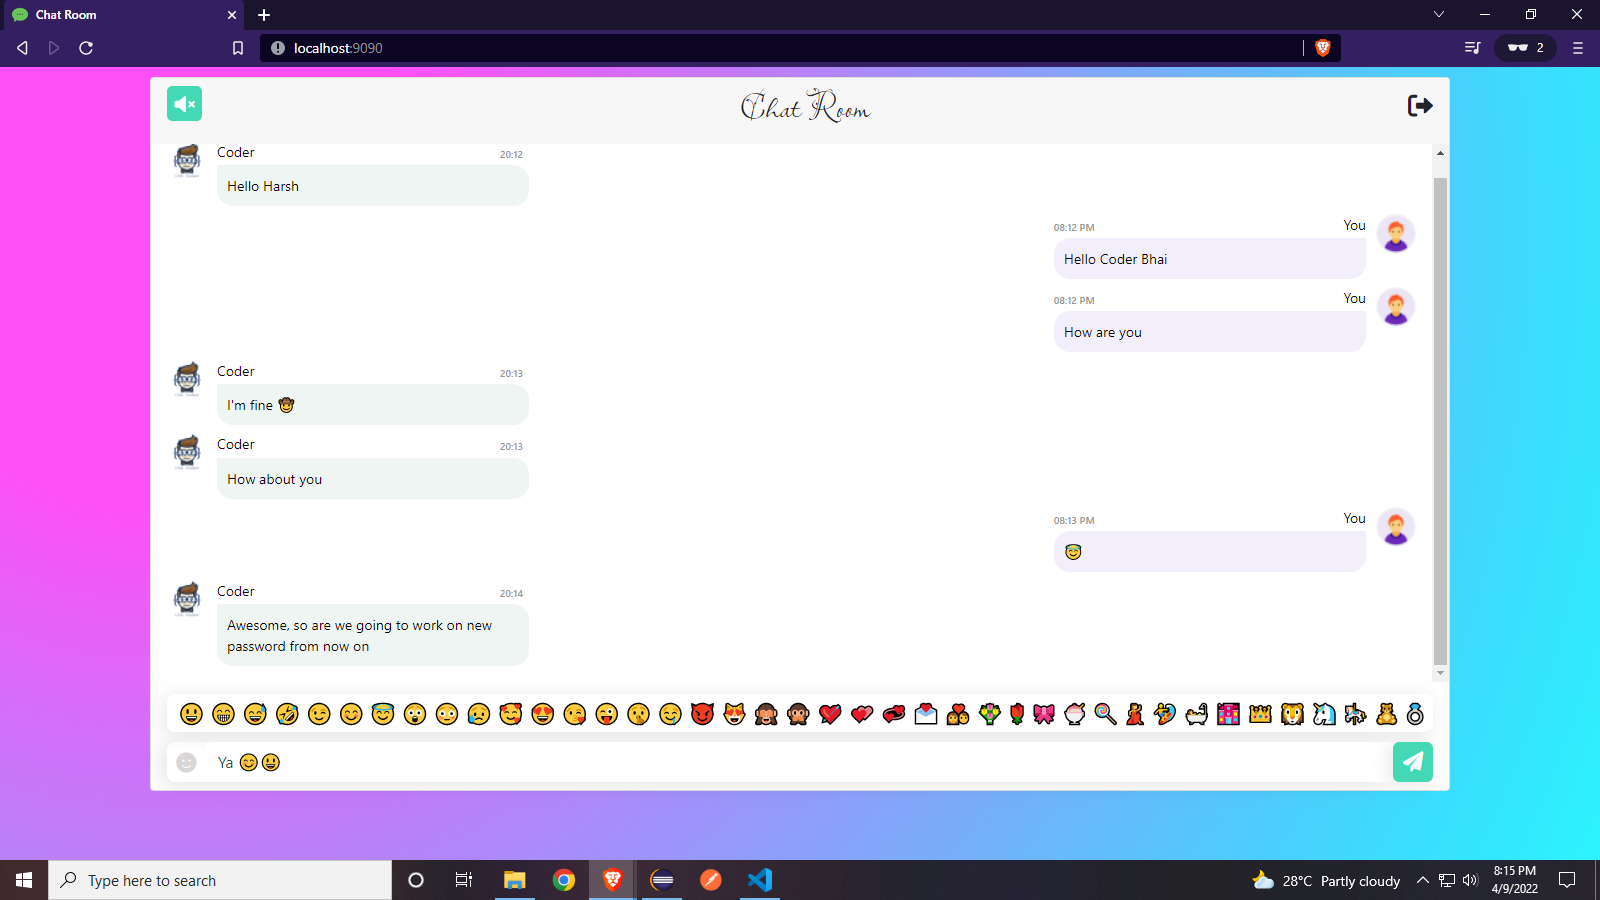 Chat Room
localhost:9090
2
Chat Room
Coder 20:12
Hello Harsh
08:12 PM You
Hello Coder Bhai
08:12 PM You
How are you
Coder 20:13
I'm fine 🤠
Coder 20:13
How about you
08:13 PM You
😇
Coder 20:14
Awesome, so are we going to work on new
password from now on
Ya 😊😃
Type here to search
28°C Partly cloudy
8:15 PM
4/9/2022